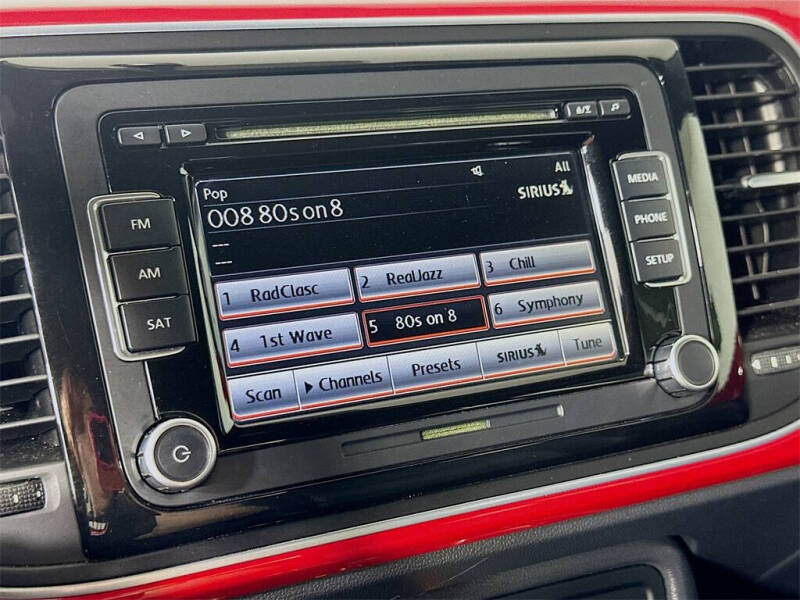 Pop
All
008 80s on 8
SIRIUS
---
---
1 RadClasc
2 RealJazz
3 Chill
4 1st Wave
5 80s on 8
6 Symphony
Scan
Channels
Presets
SIRIUS
Tune
FM
AM
SAT
MEDIA
PHONE
SETUP